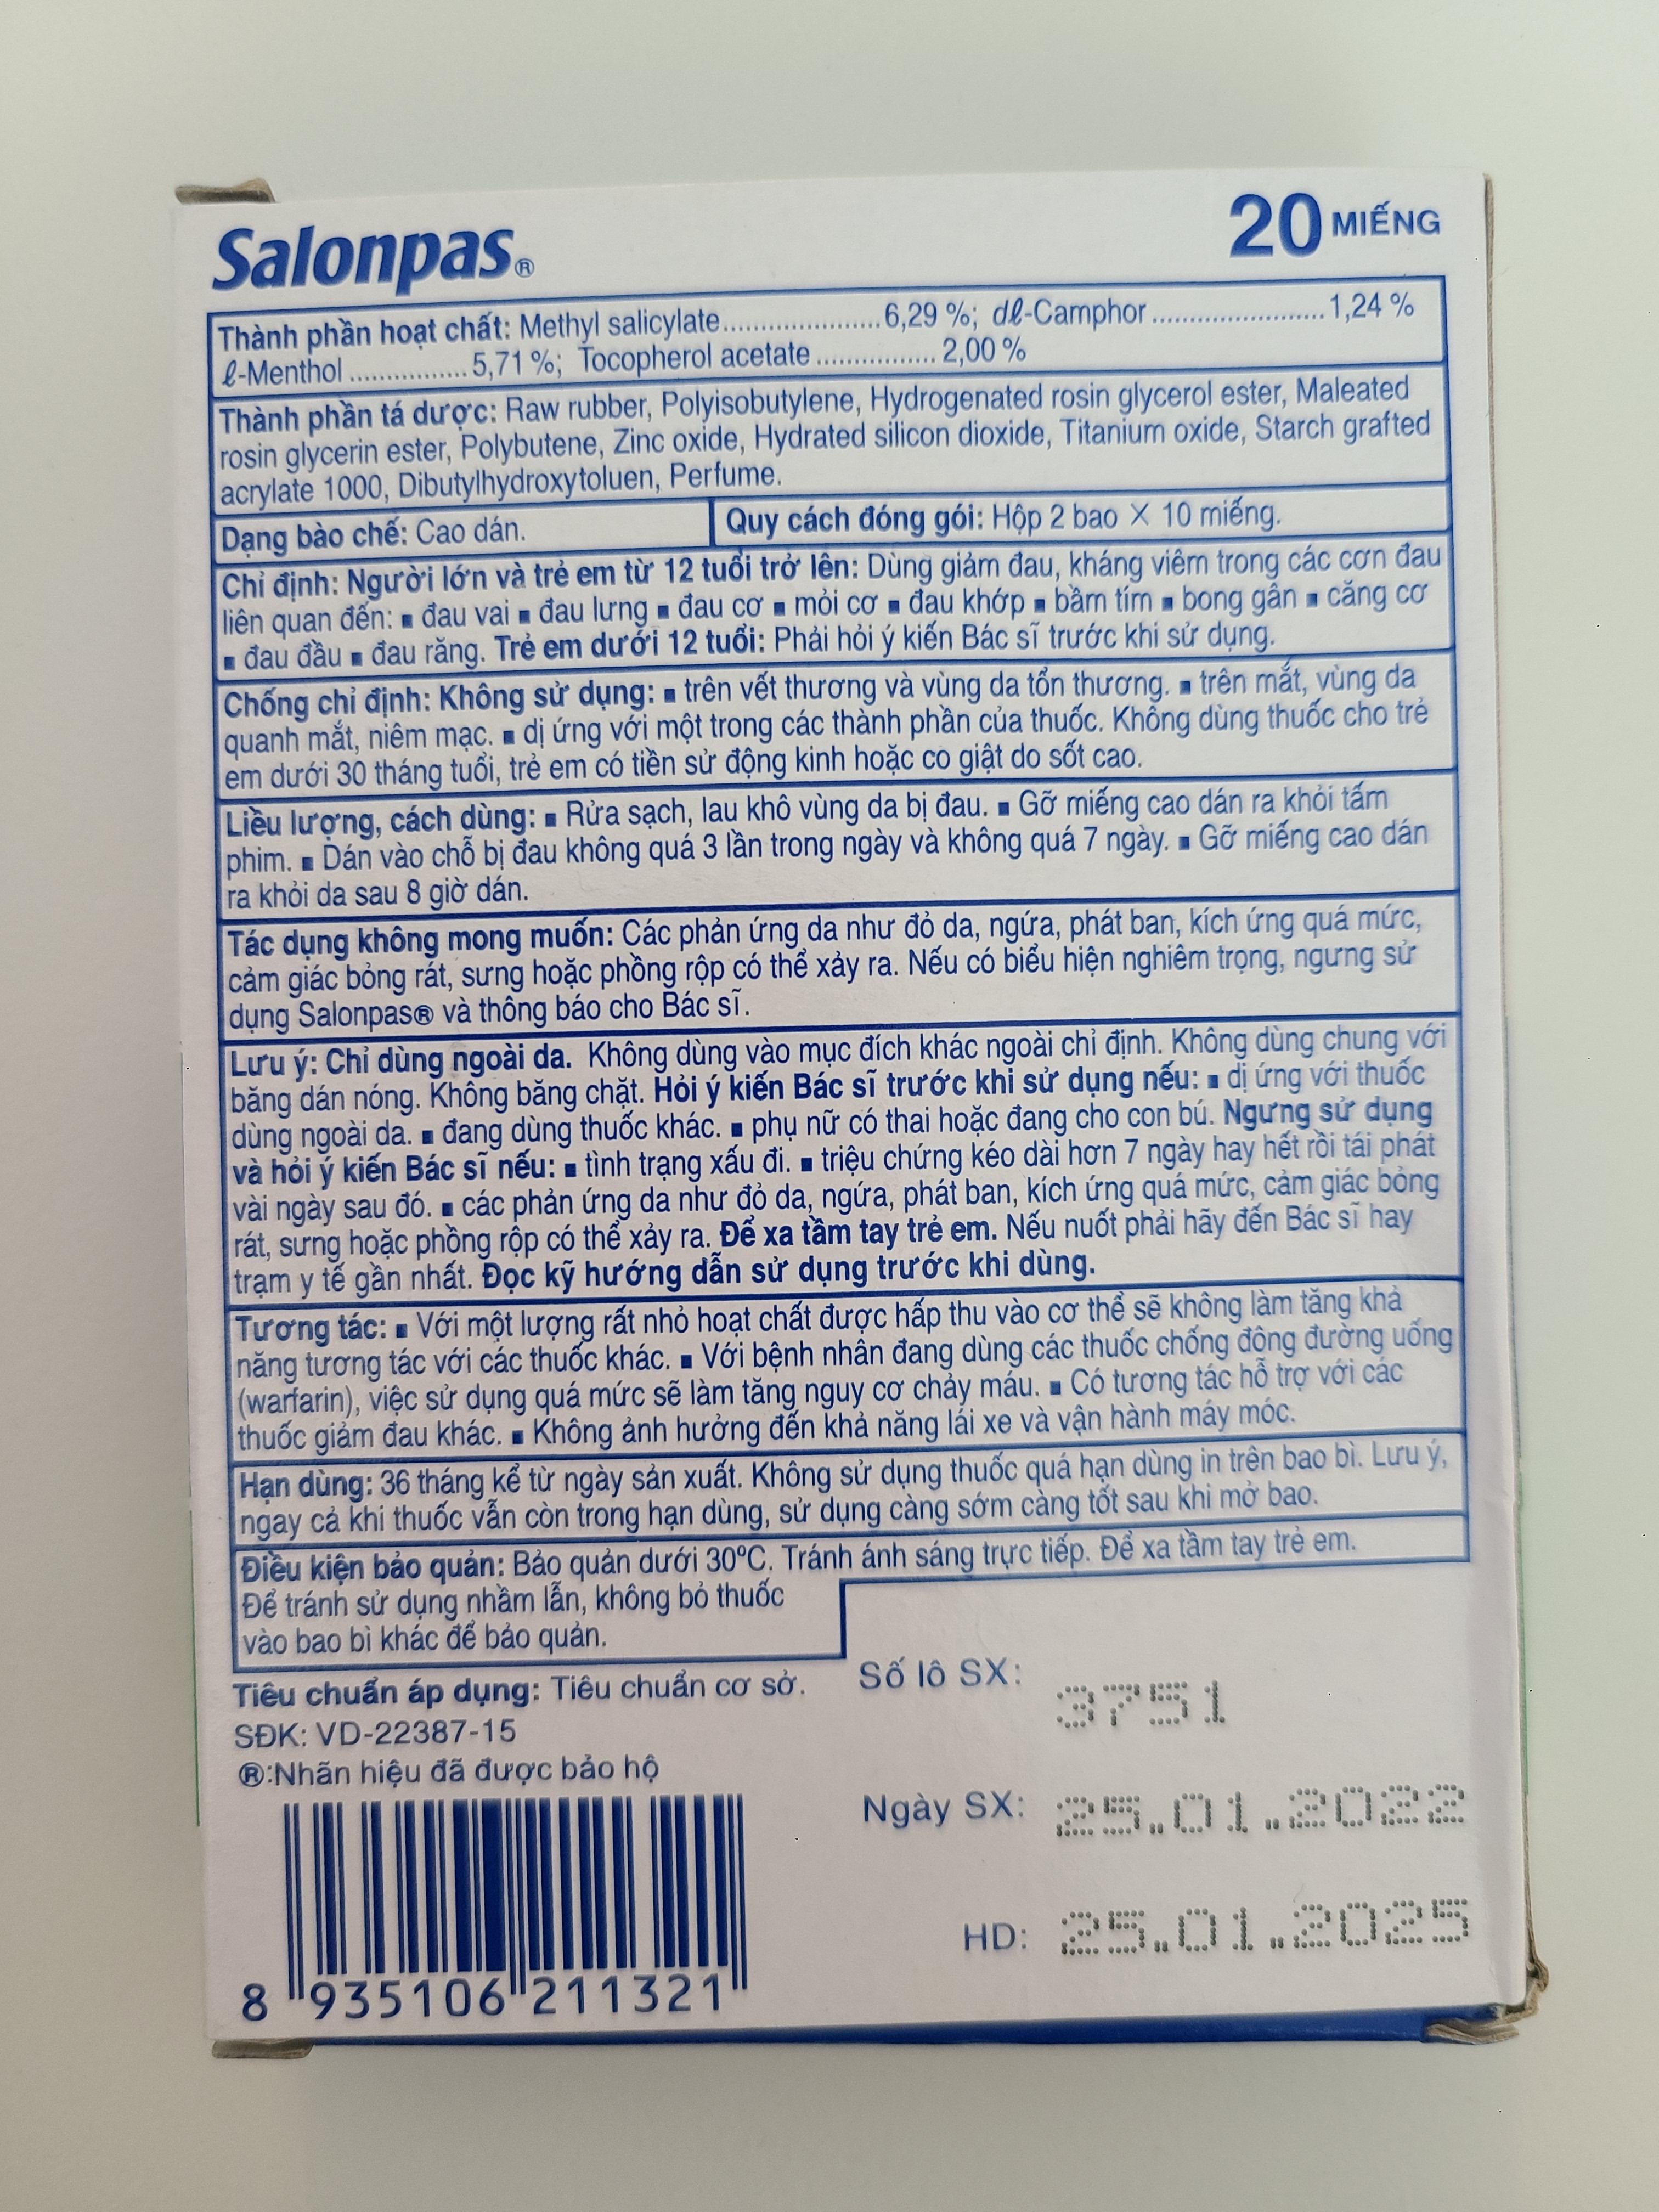 Salonpas®
20 MIẾNG
Thành phần hoạt chất: Methyl salicylate......................6,29 %; dℓ-Camphor........................1,24 %
ℓ-Menthol................5,71 %; Tocopherol acetate................2,00 %
Thành phần tá dược: Raw rubber, Polyisobutylene, Hydrogenated rosin glycerol ester, Maleated
rosin glycerin ester, Polybutene, Zinc oxide, Hydrated silicon dioxide, Titanium oxide, Starch grafted
acrylate 1000, Dibutylhydroxytoluen, Perfume.
Dạng bào chế: Cao dán.
Quy cách đóng gói: Hộp 2 bao × 10 miếng.
Chỉ định: Người lớn và trẻ em từ 12 tuổi trở lên: Dùng giảm đau, kháng viêm trong các cơn đau
liên quan đến: ▪ đau vai ▪ đau lưng ▪ đau cơ ▪ mỏi cơ ▪ đau khớp ▪ bầm tím ▪ bong gân ▪ căng cơ
▪ đau đầu ▪ đau răng. Trẻ em dưới 12 tuổi: Phải hỏi ý kiến Bác sĩ trước khi sử dụng.
Chống chỉ định: Không sử dụng: ▪ trên vết thương và vùng da tổn thương. ▪ trên mắt, vùng da
quanh mắt, niêm mạc. ▪ dị ứng với một trong các thành phần của thuốc. Không dùng thuốc cho trẻ
em dưới 30 tháng tuổi, trẻ em có tiền sử động kinh hoặc co giật do sốt cao.
Liều lượng, cách dùng: ▪ Rửa sạch, lau khô vùng da bị đau. ▪ Gỡ miếng cao dán ra khỏi tấm
phim. ▪ Dán vào chỗ bị đau không quá 3 lần trong ngày và không quá 7 ngày. ▪ Gỡ miếng cao dán
ra khỏi da sau 8 giờ dán.
Tác dụng không mong muốn: Các phản ứng da như đỏ da, ngứa, phát ban, kích ứng quá mức,
cảm giác bỏng rát, sưng hoặc phồng rộp có thể xảy ra. Nếu có biểu hiện nghiêm trọng, ngưng sử
dụng Salonpas® và thông báo cho Bác sĩ.
Lưu ý: Chỉ dùng ngoài da. Không dùng vào mục đích khác ngoài chỉ định. Không dùng chung với
băng dán nóng. Không băng chặt. Hỏi ý kiến Bác sĩ trước khi sử dụng nếu: ▪ dị ứng với thuốc
dùng ngoài da. ▪ đang dùng thuốc khác. ▪ phụ nữ có thai hoặc đang cho con bú. Ngưng sử dụng
và hỏi ý kiến Bác sĩ nếu: ▪ tình trạng xấu đi. ▪ triệu chứng kéo dài hơn 7 ngày hay hết rồi tái phát
vài ngày sau đó. ▪ các phản ứng da như đỏ da, ngứa, phát ban, kích ứng quá mức, cảm giác bỏng
rát, sưng hoặc phồng rộp có thể xảy ra. Để xa tầm tay trẻ em. Nếu nuốt phải hãy đến Bác sĩ hay
trạm y tế gần nhất. Đọc kỹ hướng dẫn sử dụng trước khi dùng.
Tương tác: ▪ Với một lượng rất nhỏ hoạt chất được hấp thu vào cơ thể sẽ không làm tăng khả
năng tương tác với các thuốc khác. ▪ Với bệnh nhân đang dùng các thuốc chống đông đường uống
(warfarin), việc sử dụng quá mức sẽ làm tăng nguy cơ chảy máu. ▪ Có tương tác hỗ trợ với các
thuốc giảm đau khác. ▪ Không ảnh hưởng đến khả năng lái xe và vận hành máy móc.
Hạn dùng: 36 tháng kể từ ngày sản xuất. Không sử dụng thuốc quá hạn dùng in trên bao bì. Lưu ý,
ngay cả khi thuốc vẫn còn trong hạn dùng, sử dụng càng sớm càng tốt sau khi mở bao.
Điều kiện bảo quản: Bảo quản dưới 30ºC. Tránh ánh sáng trực tiếp. Để xa tầm tay trẻ em.
Để tránh sử dụng nhầm lẫn, không bỏ thuốc
vào bao bì khác để bảo quản.
Tiêu chuẩn áp dụng: Tiêu chuẩn cơ sở.
SĐK: VD-22387-15
®:Nhãn hiệu đã được bảo hộ
8 935106 211321
Số lô SX: 3751
Ngày SX: 25.01.2022
HD: 25.01.2025